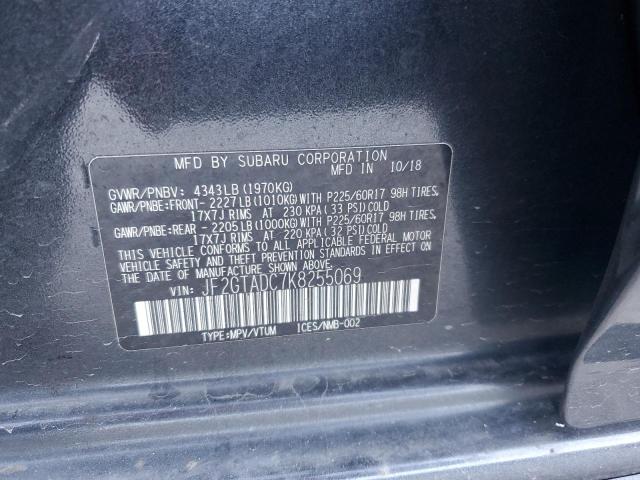 MFD BY SUBARU CORPORATION
MFD IN 10/18
GVWR/PNBV: 4343LB(1970KG)
GAWR/PNBE:FRONT- 2227LB(1010KG)WITH P225/60R17 98H TIRES,
17X7J RIMS AT 230 KPA(33 PSI)COLD
GAWR/PNBE:REAR - 2205LB(1000KG)WITH P225/60R17 98H TIRES,
17X7J RIMS AT 220 KPA(32 PSI)COLD
THIS VEHICLE CONFORMS TO ALL APPLICABLE FEDERAL MOTOR
VEHICLE SAFETY AND THEFT PREVENTION STANDARDS IN EFFECT ON
THE DATE OF MANUFACTURE SHOWN ABOVE.
VIN: JF2GTADC7K8255069
TYPE:MPV/VTUM ICES/NMB-002